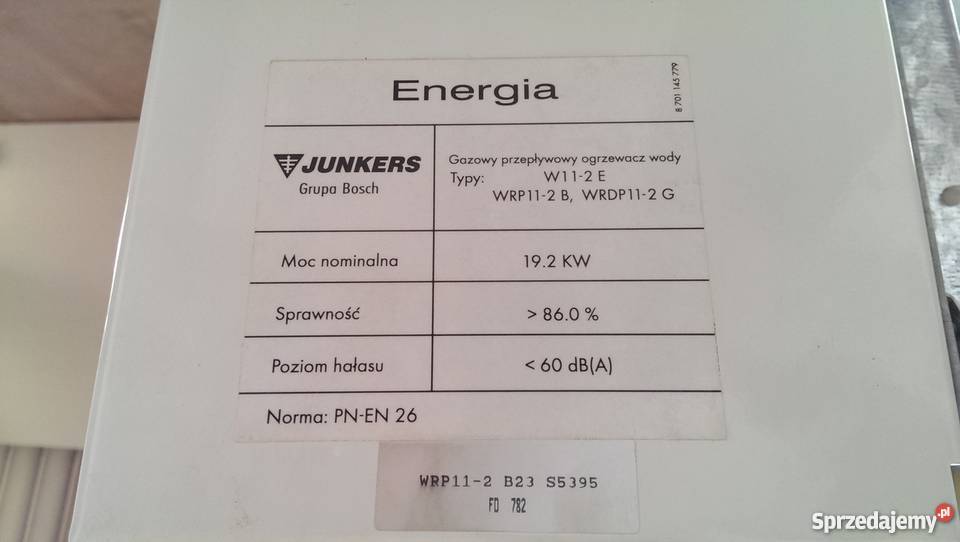 Energia
8 701 145 779
JUNKERS
Grupa Bosch
Gazowy przepływowy ogrzewacz wody
Typy: W11-2 E
WRP11-2 B, WRDP11-2 G
Moc nominalna 19.2 KW
Sprawność > 86.0 %
Poziom hałasu < 60 dB(A)
Norma: PN-EN 26
WRP11-2 B23 S5395
FD 782
Sprzedajemy.pl